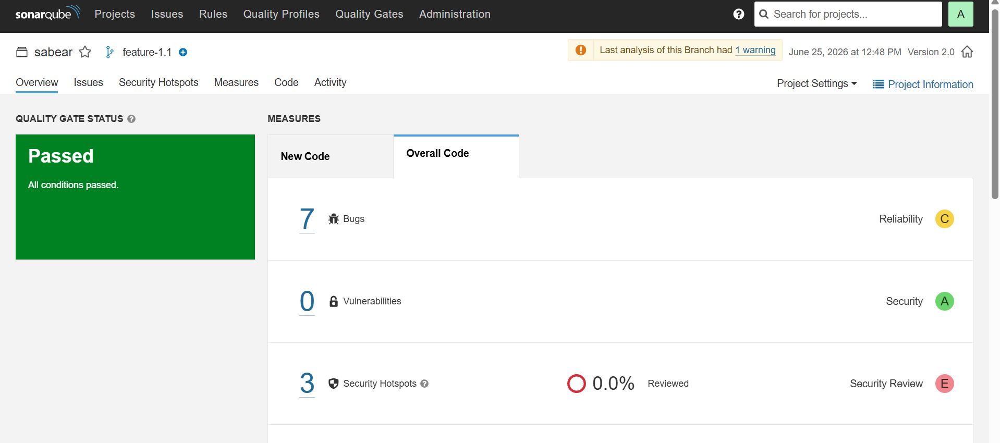 sonarqube Projects Issues Rules Quality Profiles Quality Gates Administration ? Search for projects... A
sabear feature-1.1 Last analysis of this Branch had 1 warning June 25, 2026 at 12:48 PM Version 2.0
Overview Issues Security Hotspots Measures Code Activity Project Settings Project Information
QUALITY GATE STATUS ? MEASURES
Passed
All conditions passed.
New Code Overall Code
7 Bugs Reliability C
0 Vulnerabilities Security A
3 Security Hotspots ? 0.0% Reviewed Security Review E